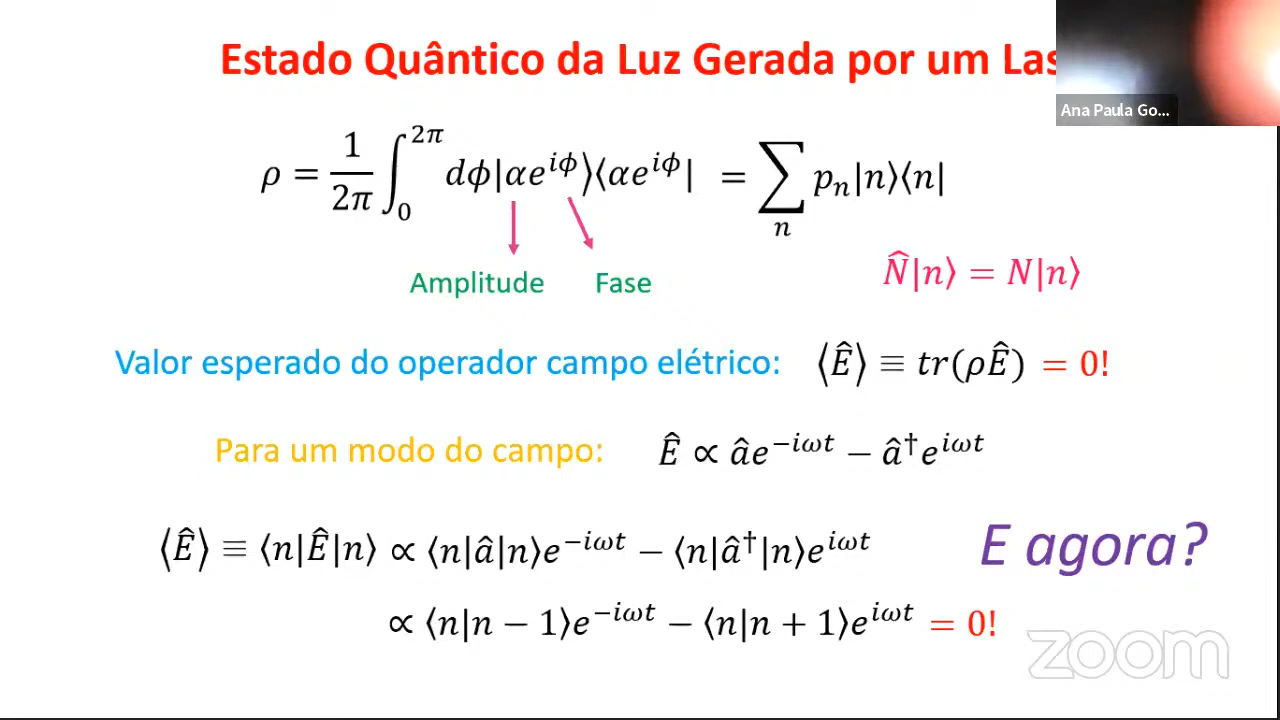 Estado Quântico da Luz Gerada por um Las
Ana Paula Go...
ρ = 1/2π ∫₀^2π dϕ|αe^iϕ⟩⟨αe^iϕ| = ∑ₙ pₙ|n⟩⟨n|
Amplitude Fase
N̂|n⟩ = N|n⟩
Valor esperado do operador campo elétrico: ⟨Ê⟩ ≡ tr(ρÊ) = 0!
Para um modo do campo: Ê ∝ âe^−iωt − â†e^iωt
⟨Ê⟩ ≡ ⟨n|Ê|n⟩ ∝ ⟨n|â|n⟩e^−iωt − ⟨n|â†|n⟩e^iωt
E agora?
∝ ⟨n|n − 1⟩e^−iωt − ⟨n|n + 1⟩e^iωt = 0!
zoom